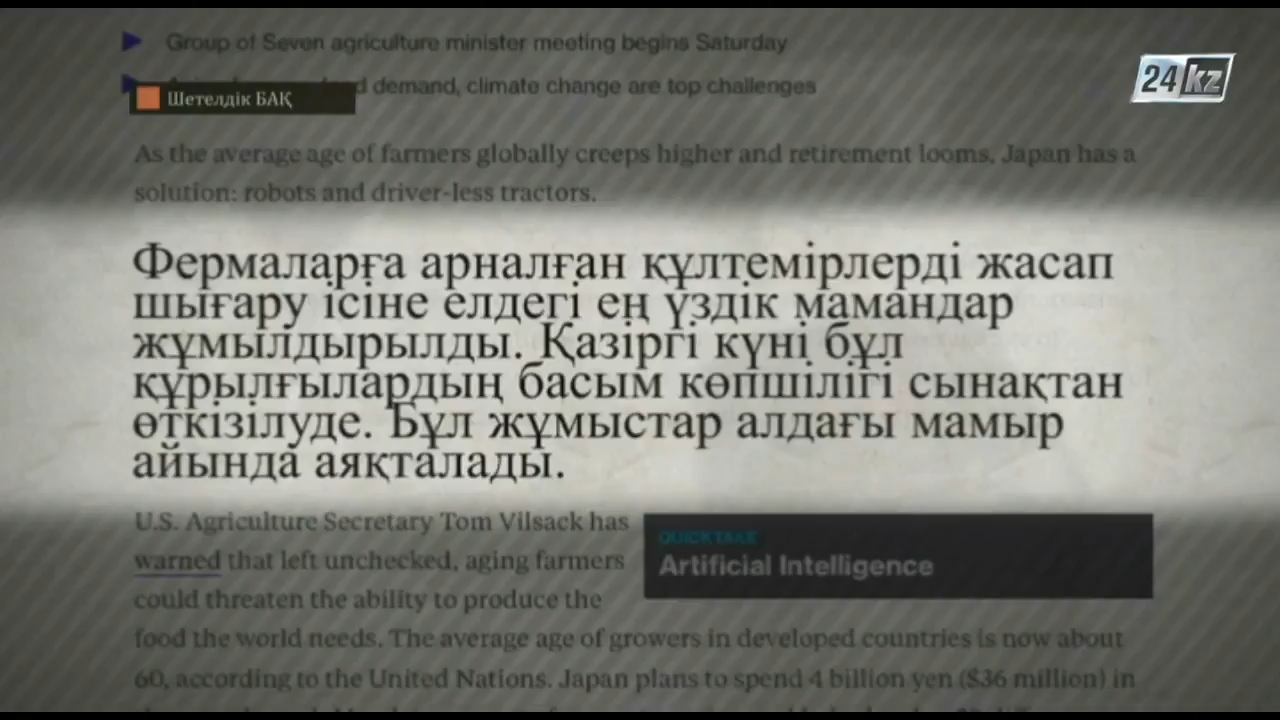 Group of Seven agriculture minister meeting begins Saturday
demand, climate change are top challenges
24 kz
Шетелдік БАҚ
As the average age of farmers globally creeps higher and retirement looms, Japan has a
solution: robots and driver-less tractors.
Фермаларға арналған құлтемірлерді жасап
шығару ісіне елдегі ең үздік мамандар
жұмылдырылды. Қазіргі күні бұл
құрылғылардың басым көпшілігі сынақтан
өткізілуде. Бұл жұмыстар алдағы мамыр
айында аяқталады.
U.S. Agriculture Secretary Tom Vilsack has
warned that left unchecked, aging farmers
could threaten the ability to produce the
QUICKTAKE
Artificial Intelligence
food the world needs. The average age of growers in developed countries is now about
60, according to the United Nations. Japan plans to spend 4 billion yen ($36 million) in